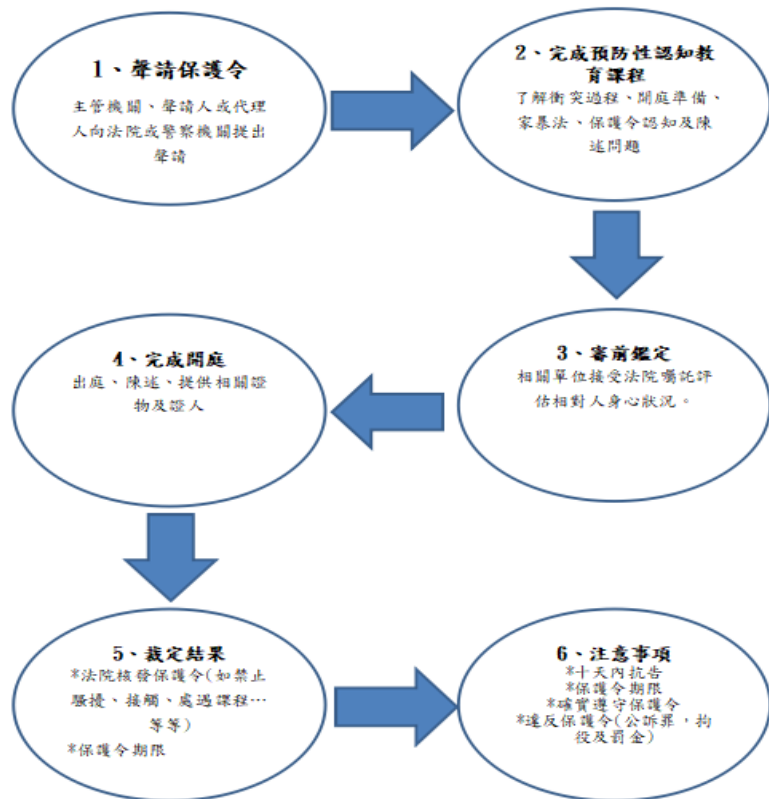 1、聲請保護令
主管機關、聲請人或代理
人向法院或警察機關提出
聲請
2、完成預防性認知教
育課程
了解衝突過程、開庭準備、
家暴法、保護令認知及陳
述問題
3、審前鑑定
相關單位接受法院囑託評
估相對人身心狀況。
4、完成開庭
出庭、陳述、提供相關證
物及證人
5、裁定結果
*法院核發保護令(如禁止
騷擾、接觸、處遇課程…
等等)
*保護令期限
6、注意事項
*十天內抗告
*保護令期限
*確實遵守保護令
*違反保護令(公訴罪，拘
役及罰金)